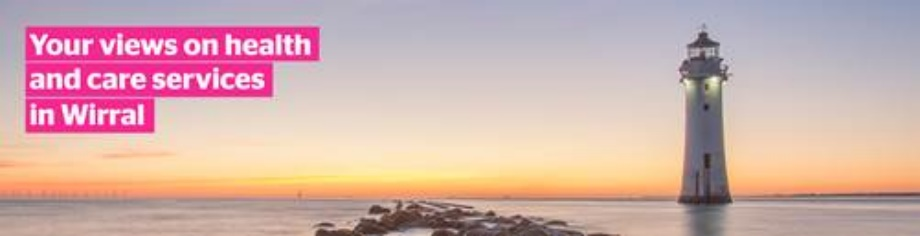 Your views on health
and care services
in Wirral